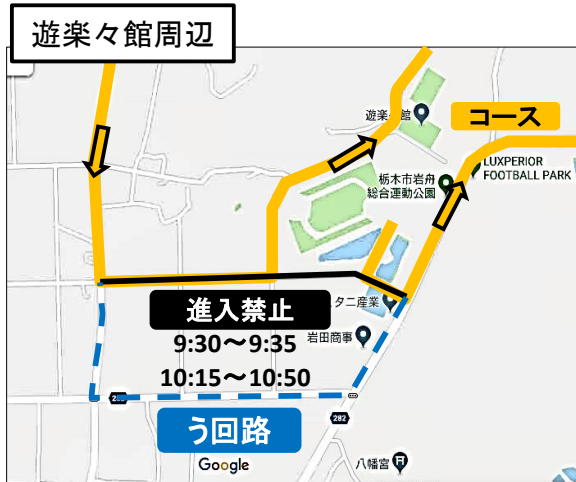 遊楽々館周辺
遊楽々館
コース
LUXPERIOR
FOOTBALL PARK
栃木市岩舟
総合運動公園
進入禁止
タニ産業
9:30～9:35
岩田商事
10:15～10:50
う回路
282
Google
八幡宮